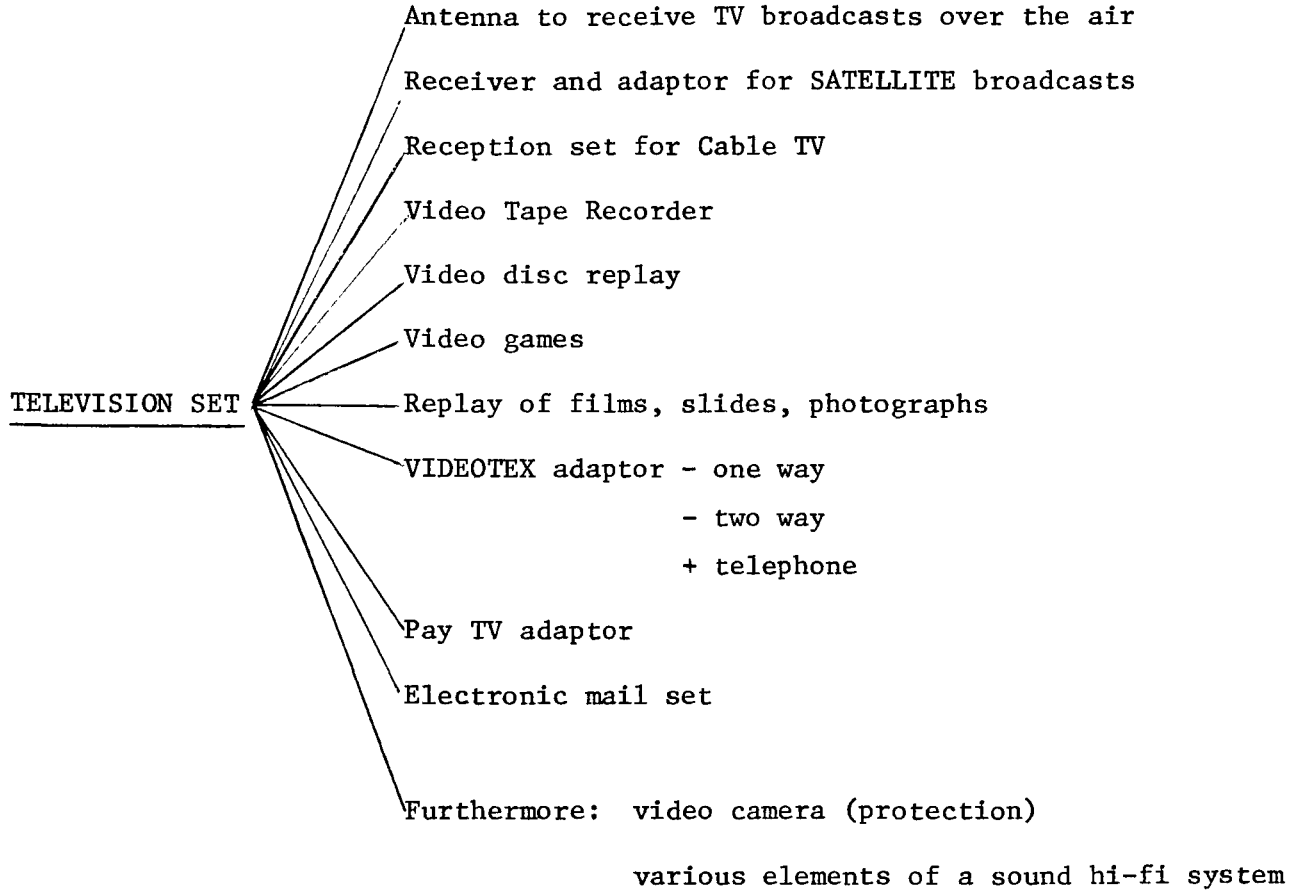 Antenna to receive TV broadcasts over the air
Receiver and adaptor for SATELLITE broadcasts
Reception set for Cable TV
Video Tape Recorder
Video disc replay
Video games
TELEVISION SET
Replay of films, slides, photographs
VIDEOTEX adaptor - one way
- two way
+ telephone
Pay TV adaptor
Electronic mail set
Furthermore: video camera (protection)
various elements of a sound hi-fi system